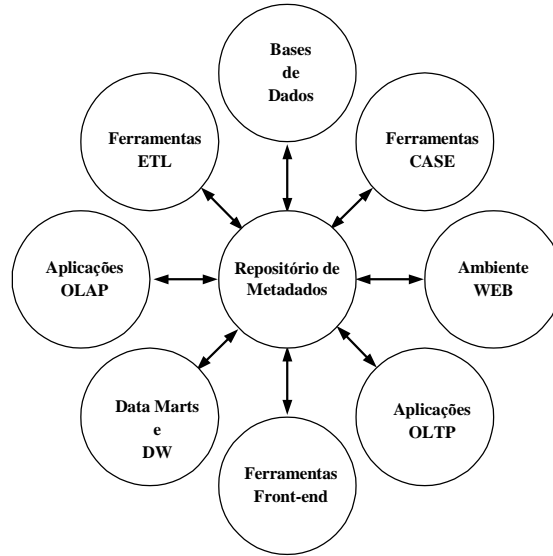 Bases
de
Dados
Ferramentas
ETL
Ferramentas
CASE
Aplicações
OLAP
Repositório de
Metadados
Ambiente
WEB
Data Marts
e
DW
Aplicações
OLTP
Ferramentas
Front-end